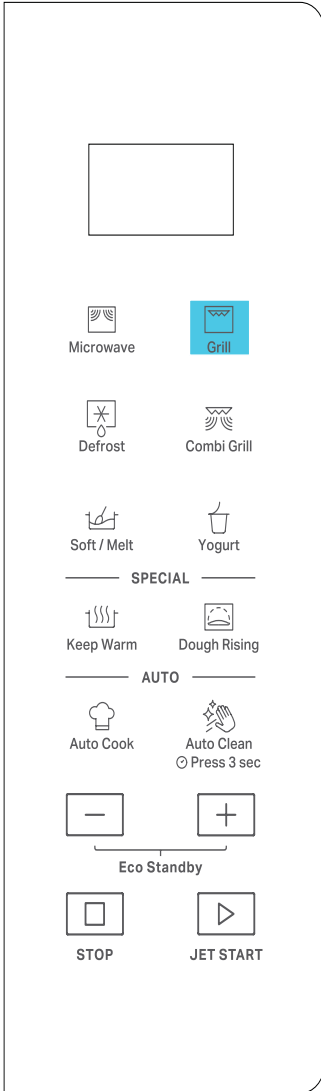 Microwave
Grill
Defrost
Combi Grill
Soft / Melt
Yogurt
SPECIAL
Keep Warm
Dough Rising
AUTO
Auto Cook
Auto Clean
Press 3 sec
Eco Standby
STOP
JET START